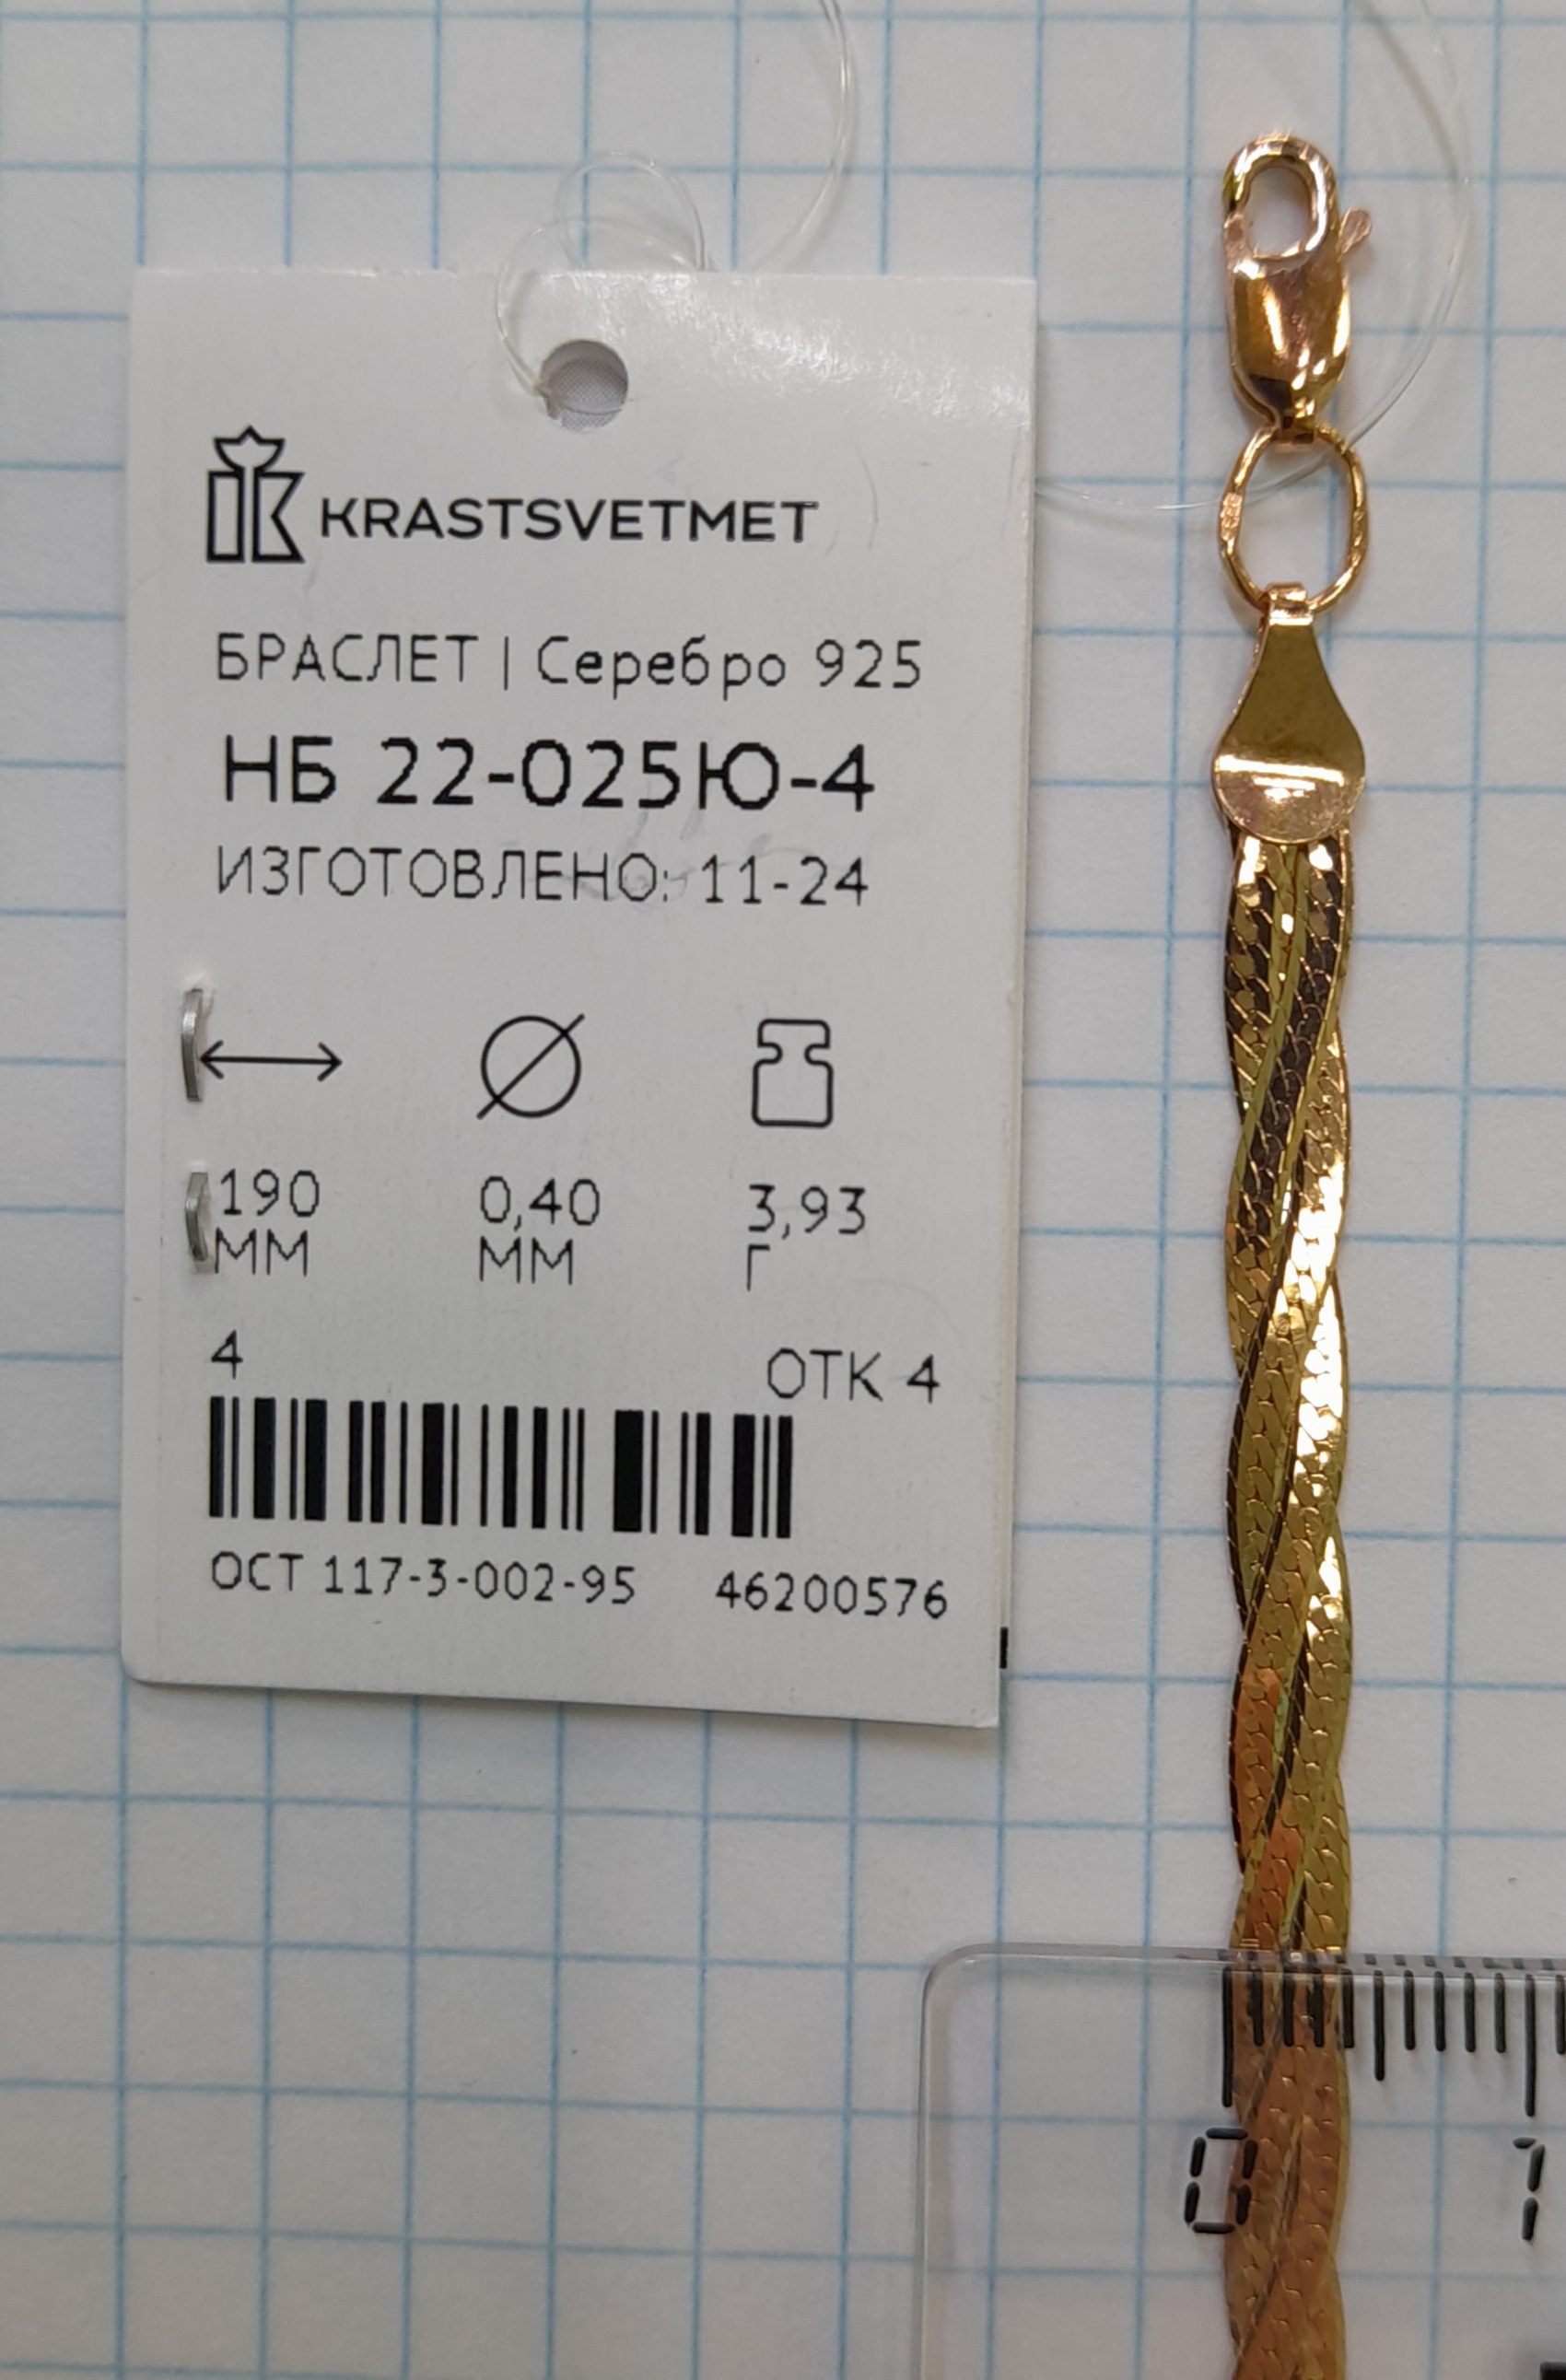 KRASTSVETMET
БРАСЛЕТ | Серебро 925
НБ 22-025Ю-4
ИЗГОТОВЛЕНО: 11-24
190 ММ
0,40 ММ
3,93 Г
4
ОТК 4
ОСТ 117-3-002-95 46200576
0 1